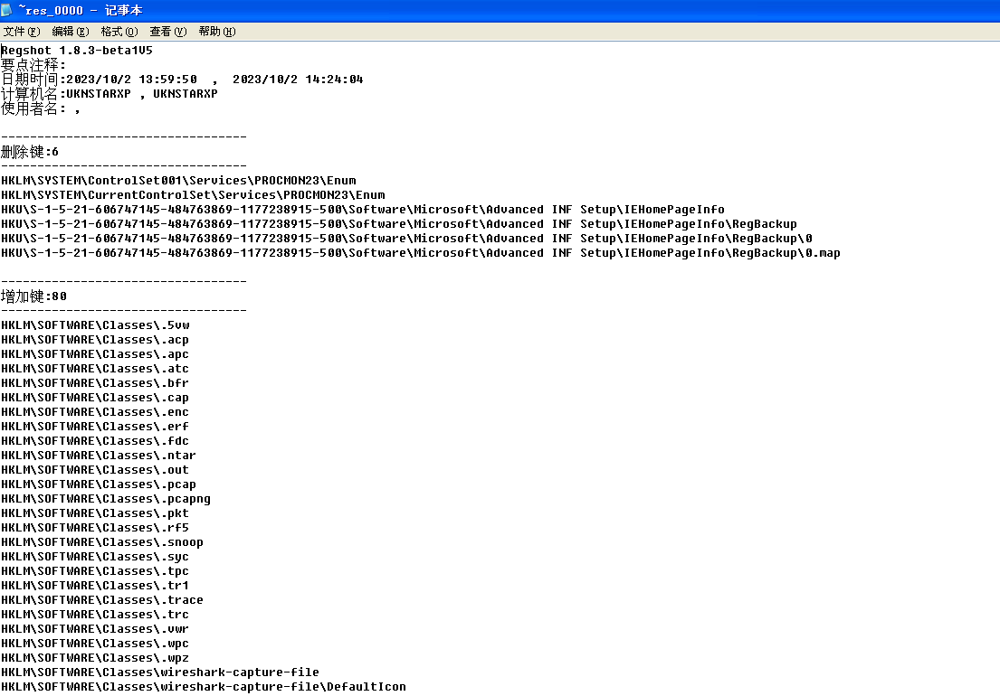 ~res_0000 - 记事本
文件(F) 编辑(E) 格式(O) 查看(V) 帮助(H)
Regshot 1.8.3-beta1V5
要点注释:
日期时间:2023/10/2 13:59:50 , 2023/10/2 14:24:04
计算机名:UKNSTARXP , UKNSTARXP
使用者名: ,
----------------------------------
删除键:6
----------------------------------
HKLM\SYSTEM\ControlSet001\Services\PROCMON23\Enum
HKLM\SYSTEM\CurrentControlSet\Services\PROCMON23\Enum
HKU\S-1-5-21-606747145-484763869-1177238915-500\Software\Microsoft\Advanced INF Setup\IEHomePageInfo
HKU\S-1-5-21-606747145-484763869-1177238915-500\Software\Microsoft\Advanced INF Setup\IEHomePageInfo\RegBackup
HKU\S-1-5-21-606747145-484763869-1177238915-500\Software\Microsoft\Advanced INF Setup\IEHomePageInfo\RegBackup\0
HKU\S-1-5-21-606747145-484763869-1177238915-500\Software\Microsoft\Advanced INF Setup\IEHomePageInfo\RegBackup\0.map
----------------------------------
增加键:80
----------------------------------
HKLM\SOFTWARE\Classes\.5vw
HKLM\SOFTWARE\Classes\.acp
HKLM\SOFTWARE\Classes\.apc
HKLM\SOFTWARE\Classes\.atc
HKLM\SOFTWARE\Classes\.bfr
HKLM\SOFTWARE\Classes\.cap
HKLM\SOFTWARE\Classes\.enc
HKLM\SOFTWARE\Classes\.erf
HKLM\SOFTWARE\Classes\.fdc
HKLM\SOFTWARE\Classes\.ntar
HKLM\SOFTWARE\Classes\.out
HKLM\SOFTWARE\Classes\.pcap
HKLM\SOFTWARE\Classes\.pcapng
HKLM\SOFTWARE\Classes\.pkt
HKLM\SOFTWARE\Classes\.rf5
HKLM\SOFTWARE\Classes\.snoop
HKLM\SOFTWARE\Classes\.syc
HKLM\SOFTWARE\Classes\.tpc
HKLM\SOFTWARE\Classes\.tr1
HKLM\SOFTWARE\Classes\.trace
HKLM\SOFTWARE\Classes\.trc
HKLM\SOFTWARE\Classes\.vwr
HKLM\SOFTWARE\Classes\.wpc
HKLM\SOFTWARE\Classes\.wpz
HKLM\SOFTWARE\Classes\wireshark-capture-file
HKLM\SOFTWARE\Classes\wireshark-capture-file\DefaultIcon